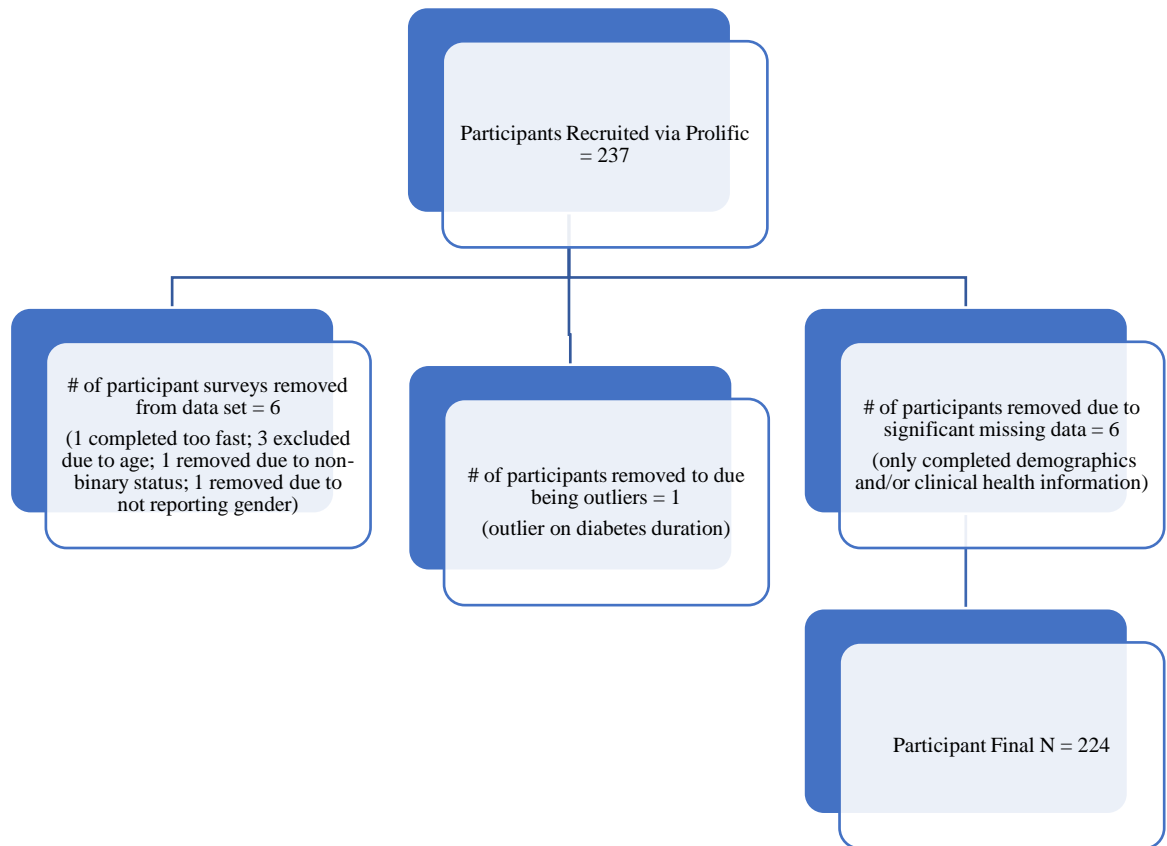 Participants Recruited via Prolific
= 237
# of participant surveys removed
from data set = 6
(1 completed too fast; 3 excluded
due to age; 1 removed due to non-
binary status; 1 removed due to
not reporting gender)
# of participants removed to due
being outliers = 1
(outlier on diabetes duration)
# of participants removed due to
significant missing data = 6
(only completed demographics
and/or clinical health information)
Participant Final N = 224